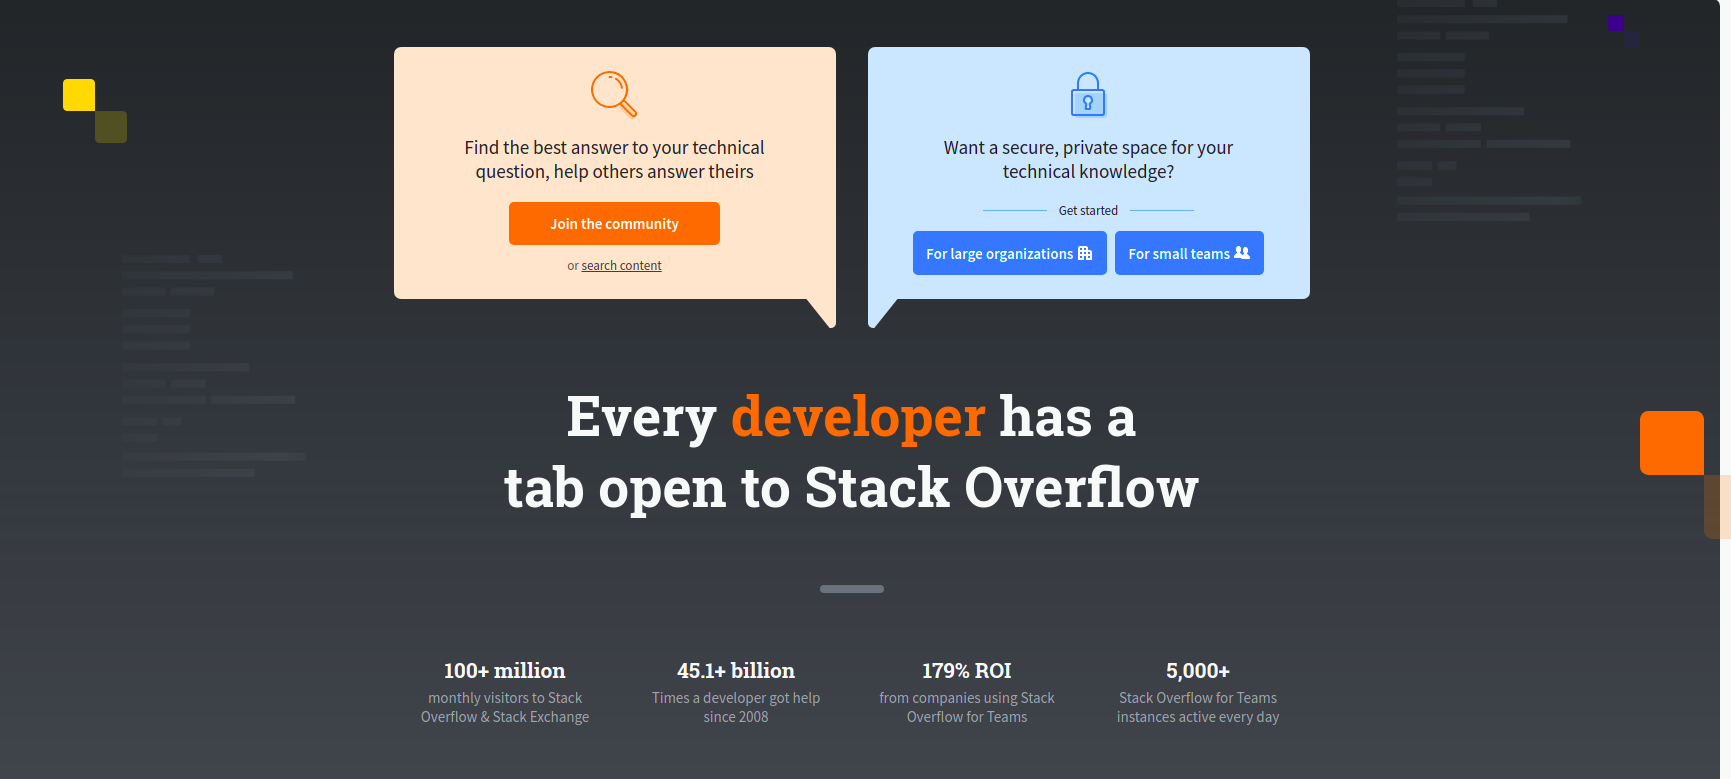 Find the best answer to your technical
question, help others answer theirs
Join the community
or search content
Want a secure, private space for your
technical knowledge?
Get started
For large organizations
For small teams
Every developer has a
tab open to Stack Overflow
100+ million
monthly visitors to Stack
Overflow & Stack Exchange
45.1+ billion
Times a developer got help
since 2008
179% ROI
from companies using Stack
Overflow for Teams
5,000+
Stack Overflow for Teams
instances active every day